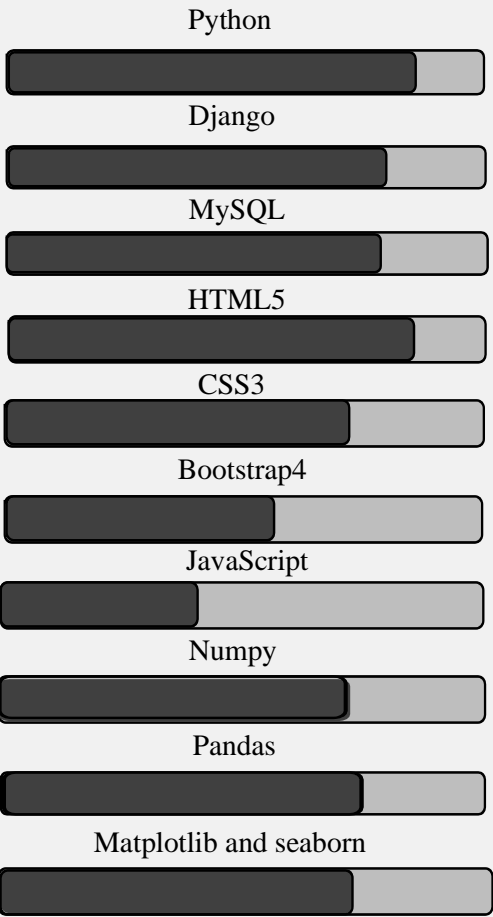 Python
Django
MySQL
HTML5
CSS3
Bootstrap4
JavaScript
Numpy
Pandas
Matplotlib and seaborn